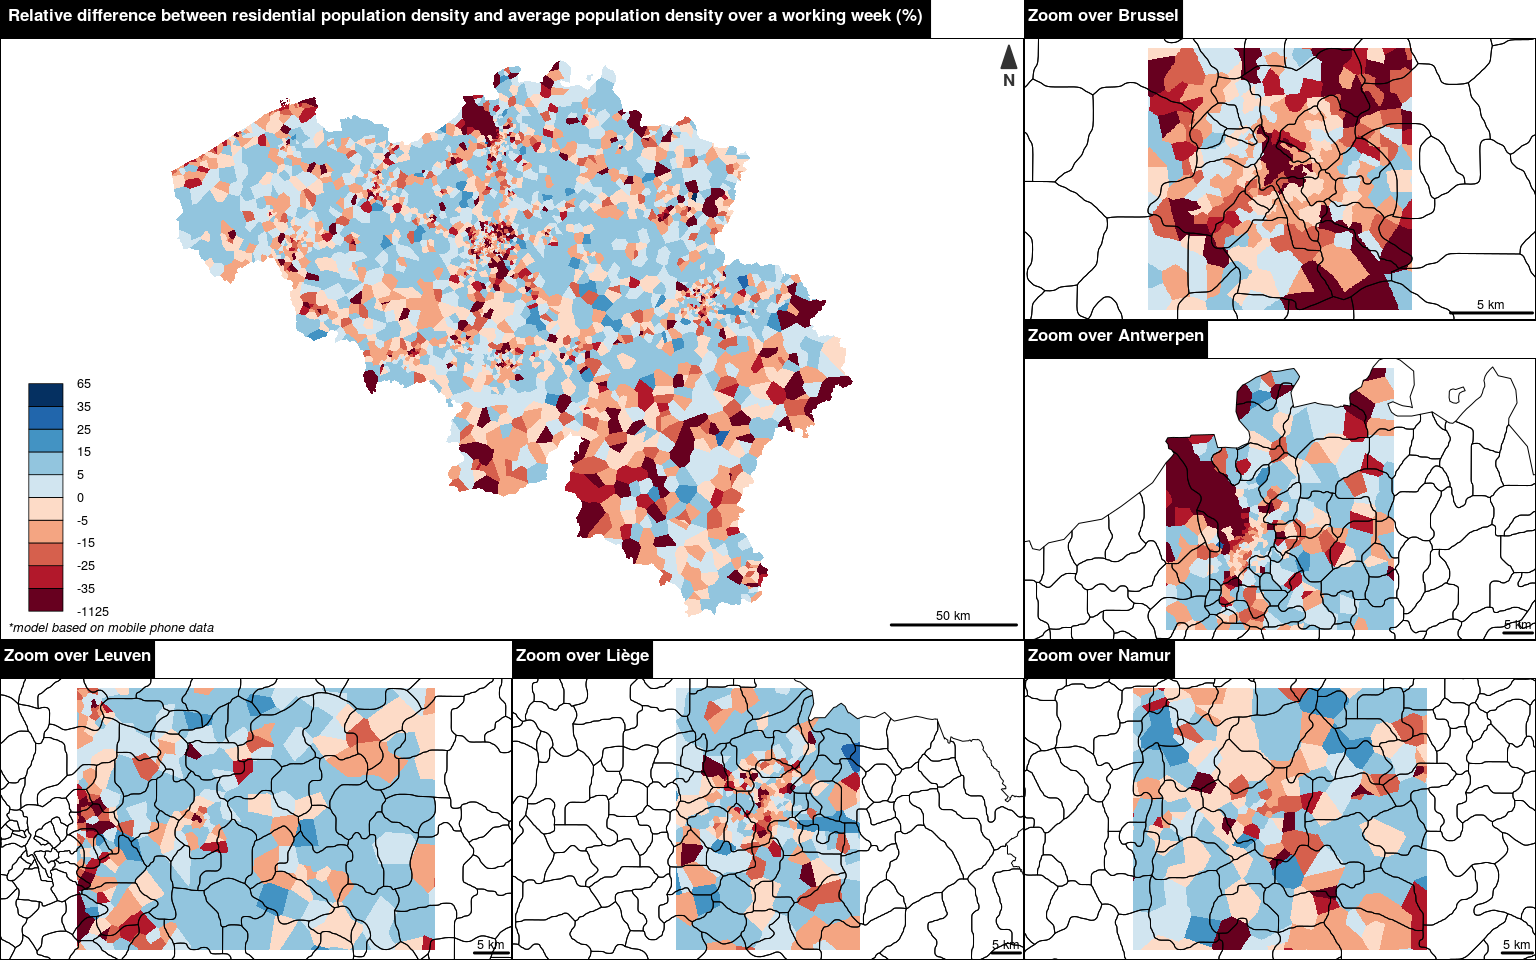 Relative difference between residential population density and average population density over a working week (%)
N
65
35
25
15
5
0
-5
-15
-25
-35
-1125
*model based on mobile phone data
50 km
Zoom over Brussel
5 km
Zoom over Antwerpen
5 km
Zoom over Leuven
5 km
Zoom over Liège
5 km
Zoom over Namur
5 km